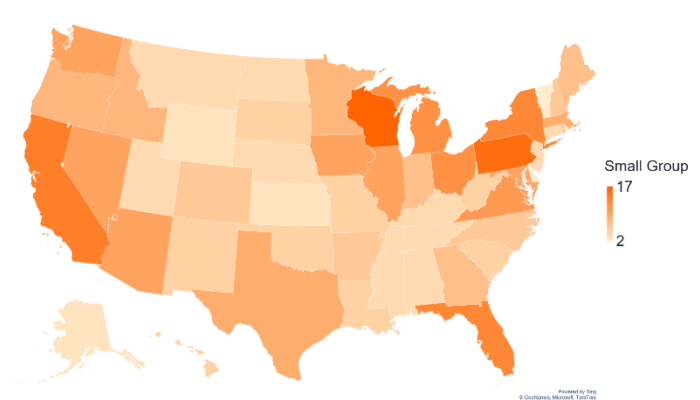 Small Group
17
2
Powered by Bing
© GeoNames, Microsoft, TomTom